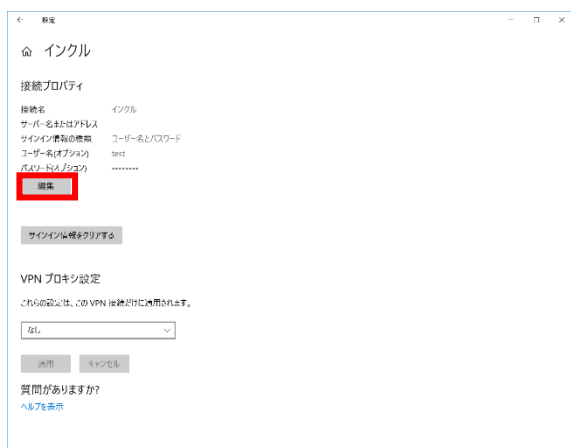 設定
インクル
接続プロパティ
接続名 インクル
サーバー名またはアドレス
サインイン情報の種類 ユーザー名とパスワード
ユーザー名(オプション) test
パスワード(オプション) ••••••••
編集
サインイン情報をクリアする
VPN プロキシ設定
これらの設定は、この VPN 接続だけに適用されます。
なし
適用 キャンセル
質問がありますか?
ヘルプを表示